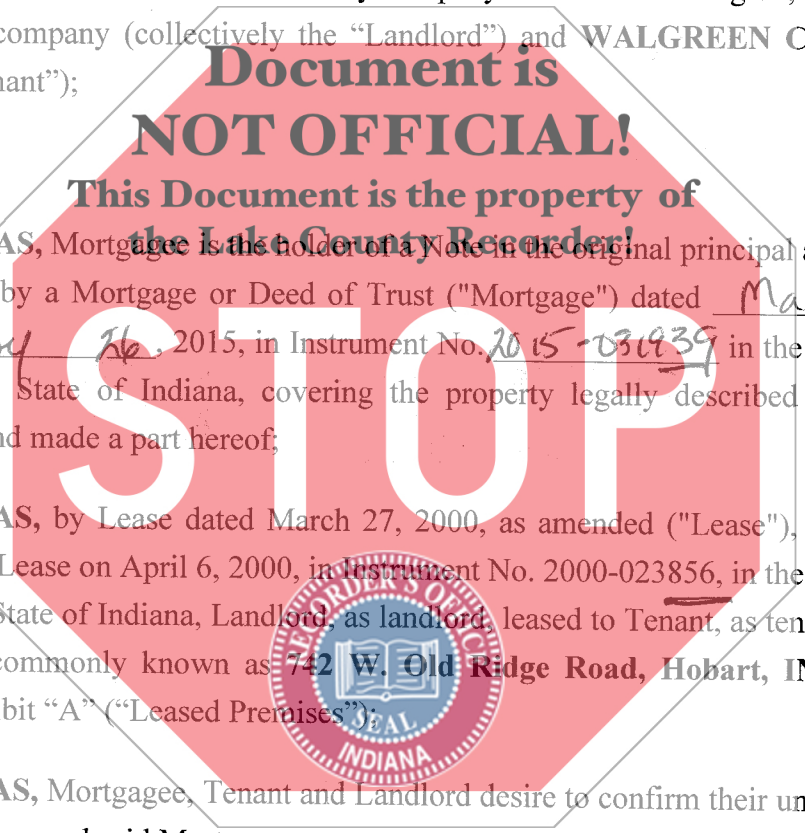 company (collectively the “Landlord”) and WALGREEN C
nant”);
Document is
NOT OFFICIAL!
This Document is the property of
the Lake County Recorder!
AS, Mortgagee is the holder of a Note in the original principal
by a Mortgage or Deed of Trust ("Mortgage") dated Ma
y 26, 2015, in Instrument No. 2015-031939 in the
State of Indiana, covering the property legally described
nd made a part hereof;
STOP
AS, by Lease dated March 27, 2000, as amended ("Lease"),
Lease on April 6, 2000, in Instrument No. 2000-023856, in the
State of Indiana, Landlord, as landlord, leased to Tenant, as ten
commonly known as 742 W. Old Ridge Road, Hobart, IN
bit “A” (“Leased Premises”);
RECORDER'S OFFICE
SEAL
INDIANA
AS, Mortgagee, Tenant and Landlord desire to confirm their un